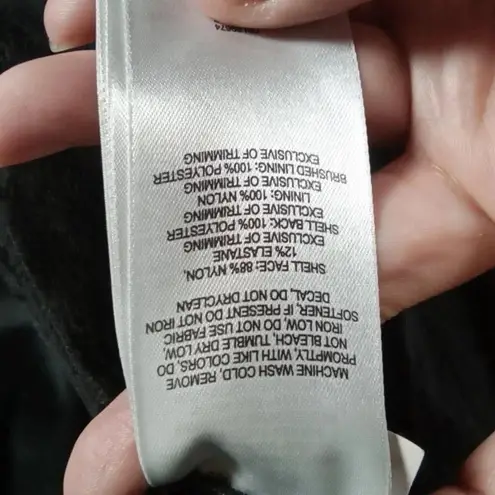 MACHINE WASH COLD, REMOVE
PROMPTLY, WITH LIKE COLORS, DO
NOT BLEACH, TUMBLE DRY LOW,
IRON LOW, DO NOT USE FABRIC
SOFTENER, IF PRESENT DO NOT IRON
DECAL, DO NOT DRYCLEAN
SHELL FACE: 88% NYLON,
12% ELASTANE
EXCLUSIVE OF TRIMMING
SHELL BACK: 100% POLYESTER
EXCLUSIVE OF TRIMMING
LINING: 100% NYLON
EXCLUSIVE OF TRIMMING
BRUSHED LINING: 100% POLYESTER
EXCLUSIVE OF TRIMMING